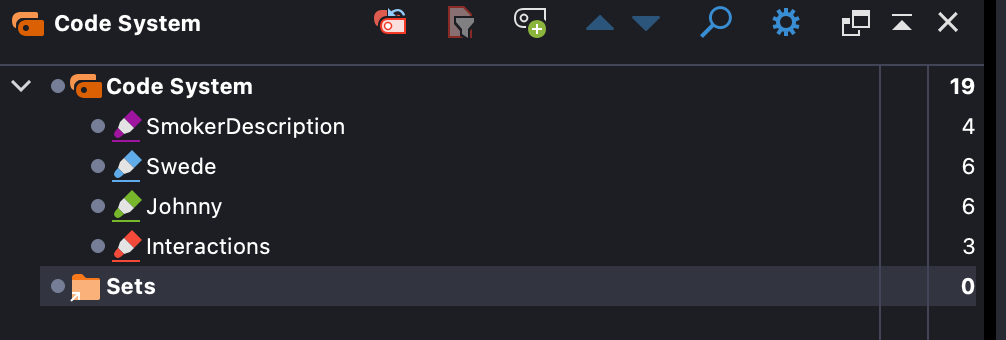 Code System
Code System 19
SmokerDescription 4
Swede 6
Johnny 6
Interactions 3
Sets 0